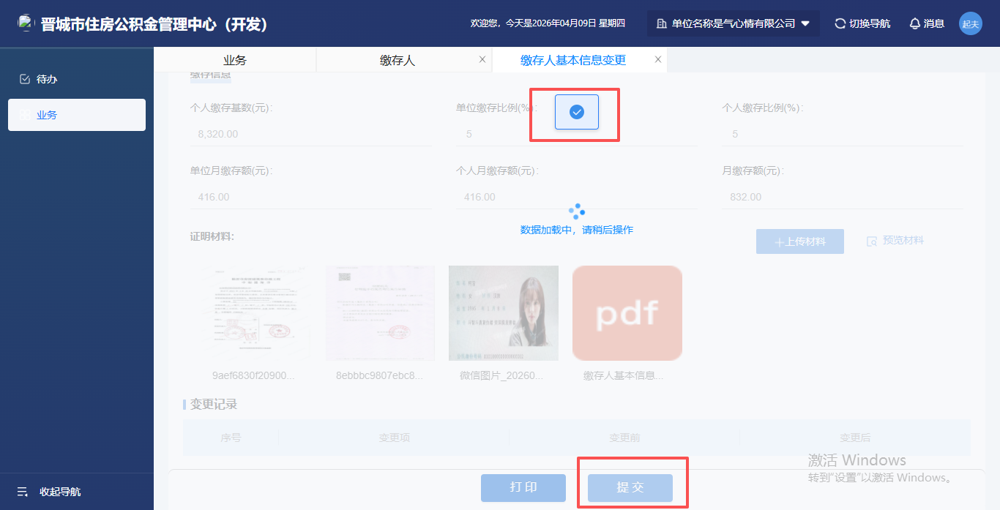 晋城市住房公积金管理中心（开发）
欢迎您，今天是2026年04月09日 星期四
单位名称是气心情有限公司
切换导航
消息
起夫
待办
业务
收起导航
业务
缴存人
缴存人基本信息变更
缴存信息
个人缴存基数(元):
单位缴存比例(%):
个人缴存比例(%):
8,320.00
5
5
单位月缴存额(元):
个人月缴存额(元):
月缴存额(元):
416.00
416.00
832.00
数据加载中，请稍后操作
证明材料:
上传材料
预览材料
pdf
9aef6830f20900...
8ebbbc9807ebc8...
微信图片_20260...
缴存人基本信息...
变更记录
序号
变更项
变更前
变更后
打 印
提 交
激活 Windows
转到"设置"以激活 Windows。